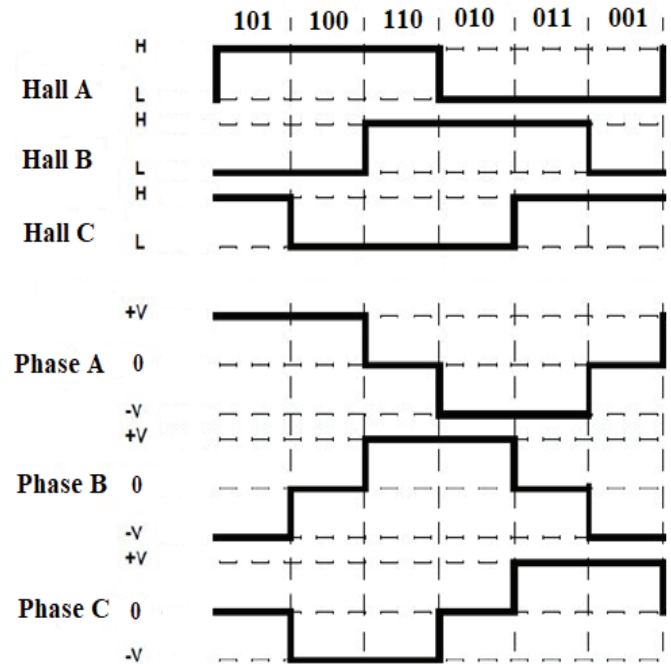 101 100 110 010 011 001
H
Hall A
L
H
Hall B
L
H
Hall C
L
+V
Phase A 0
-V
+V
Phase B 0
-V
+V
Phase C 0
-V